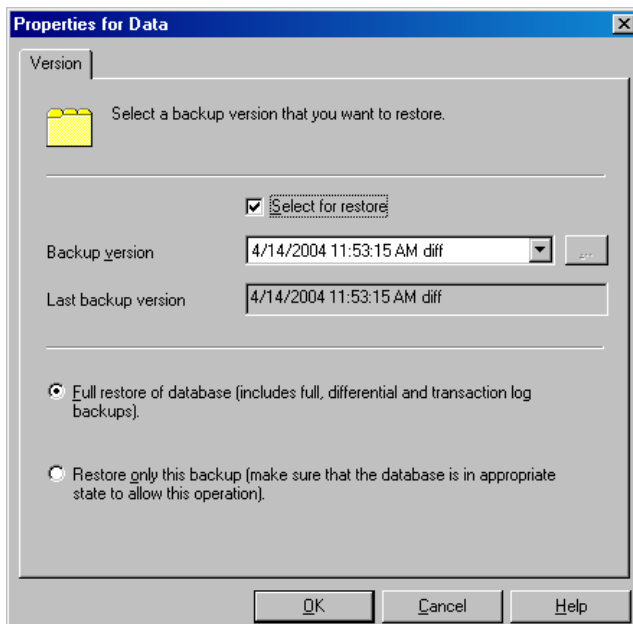 Properties for Data
Version
Select a backup version that you want to restore.
Select for restore
Backup version
4/14/2004 11:53:15 AM diff
...
Last backup version
4/14/2004 11:53:15 AM diff
Full restore of database (includes full, differential and transaction log
backups).
Restore only this backup (make sure that the database is in appropriate
state to allow this operation).
OK
Cancel
Help